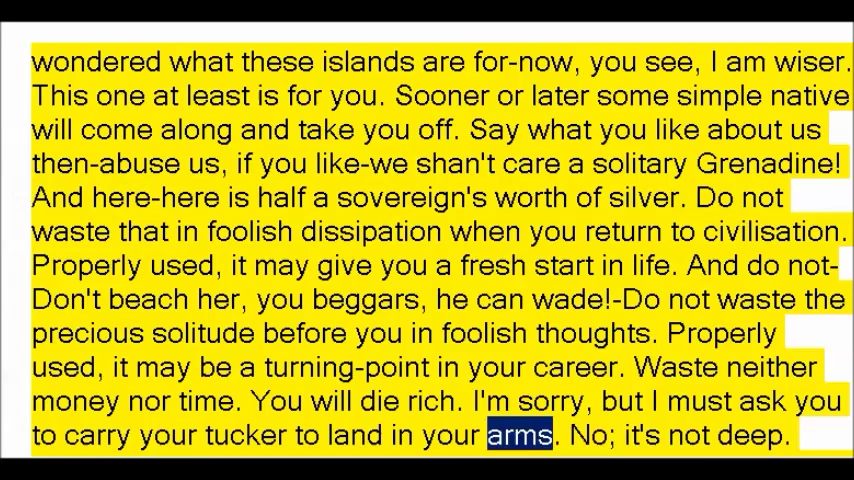 wondered what these islands are for-now, you see, I am wiser.
This one at least is for you. Sooner or later some simple native
will come along and take you off. Say what you like about us
then-abuse us, if you like-we shan't care a solitary Grenadine!
And here-here is half a sovereign's worth of silver. Do not
waste that in foolish dissipation when you return to civilisation.
Properly used, it may give you a fresh start in life. And do not-
Don't beach her, you beggars, he can wade!-Do not waste the
precious solitude before you in foolish thoughts. Properly
used, it may be a turning-point in your career. Waste neither
money nor time. You will die rich. I'm sorry, but I must ask you
to carry your tucker to land in your arms. No; it's not deep.